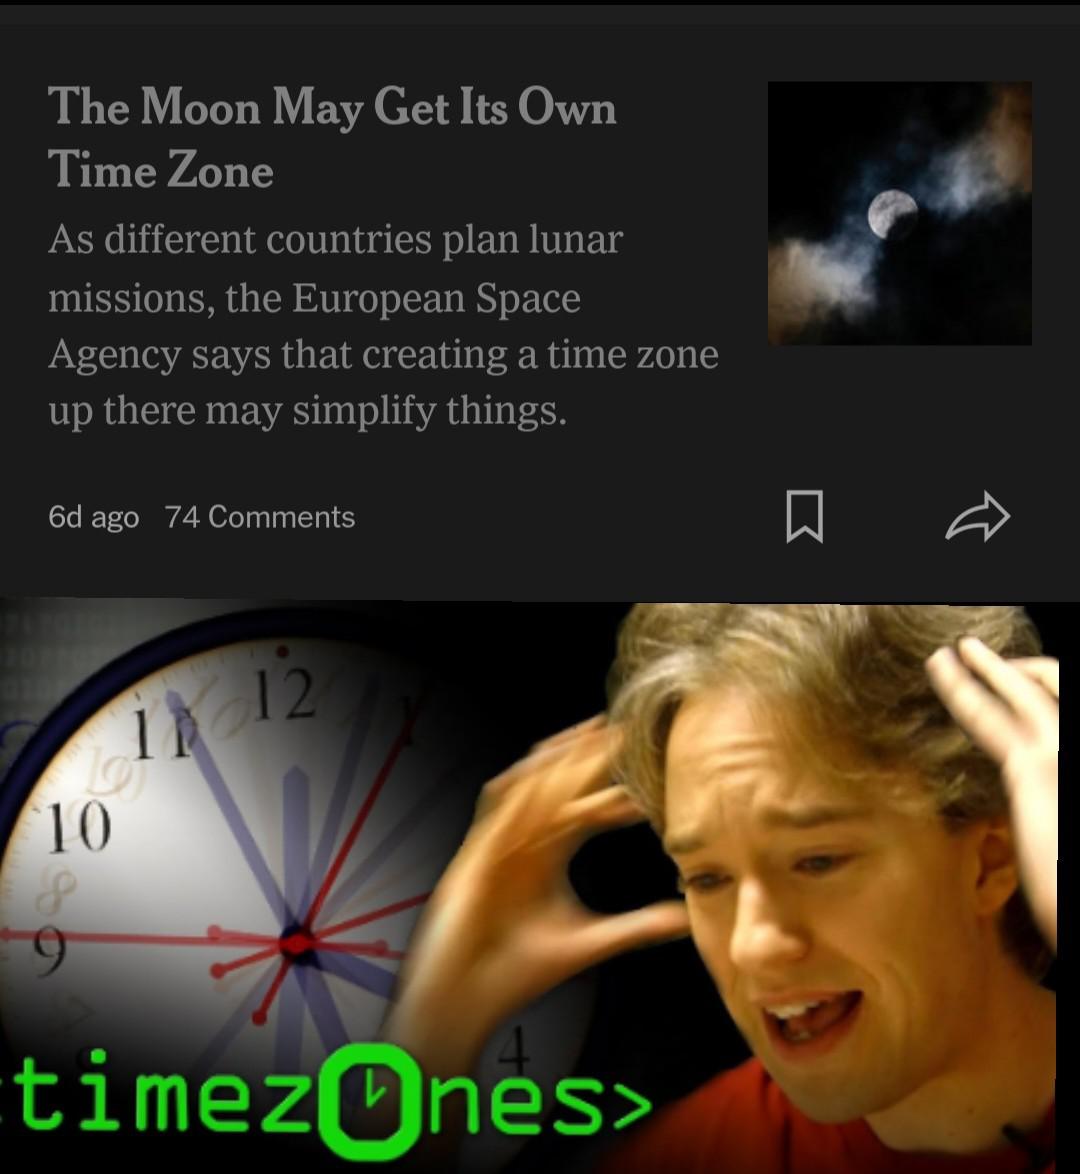 The Moon May Get Its Own
Time Zone
As different countries plan lunar
missions, the European Space
Agency says that creating a time zone
up there may simplify things.
6d ago 74 Comments
12
11
10
9
8
4
<timezOnes>